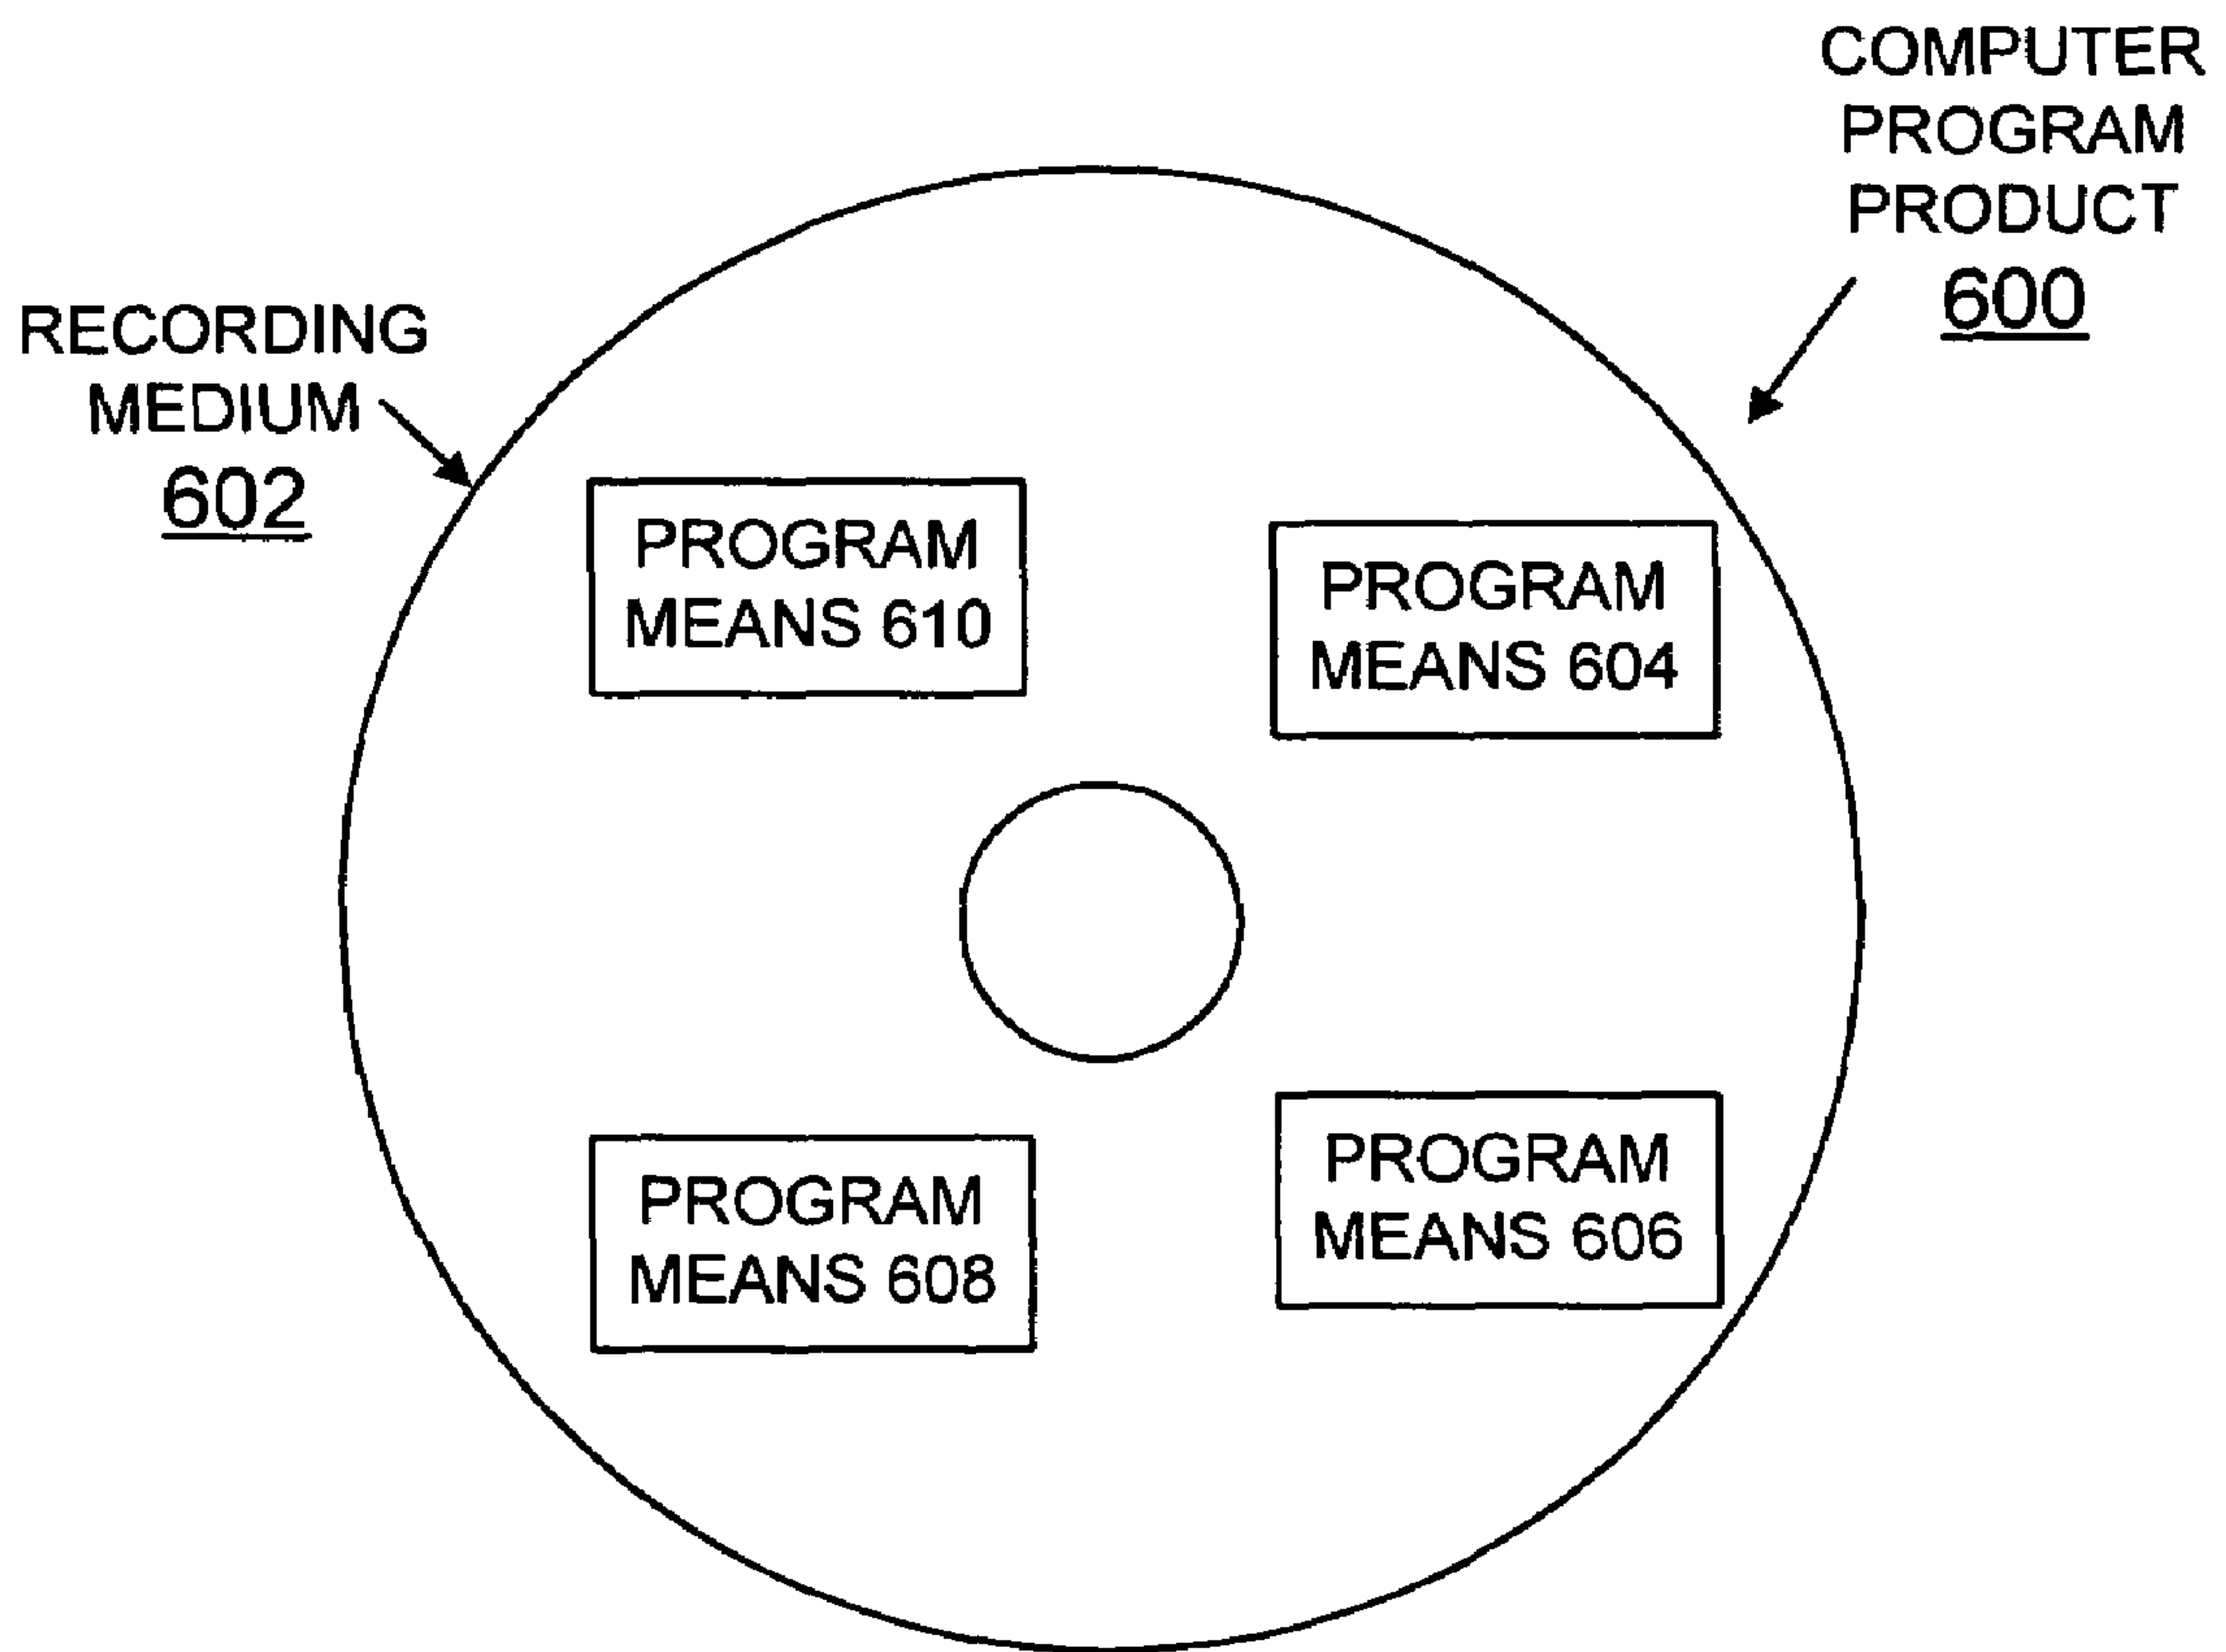 COMPUTER
PROGRAM
PRODUCT
600
RECORDING
MEDIUM
602
PROGRAM
MEANS 610
PROGRAM
MEANS 604
PROGRAM
MEANS 608
PROGRAM
MEANS 606